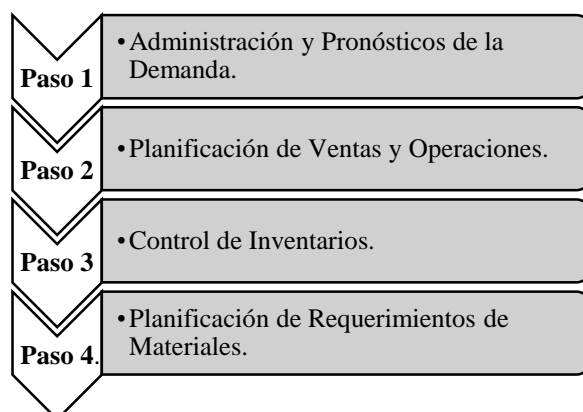 Paso 1
•Administración y Pronósticos de la
Demanda.
Paso 2
•Planificación de Ventas y Operaciones.
Paso 3
•Control de Inventarios.
Paso 4.
•Planificación de Requerimientos de
Materiales.